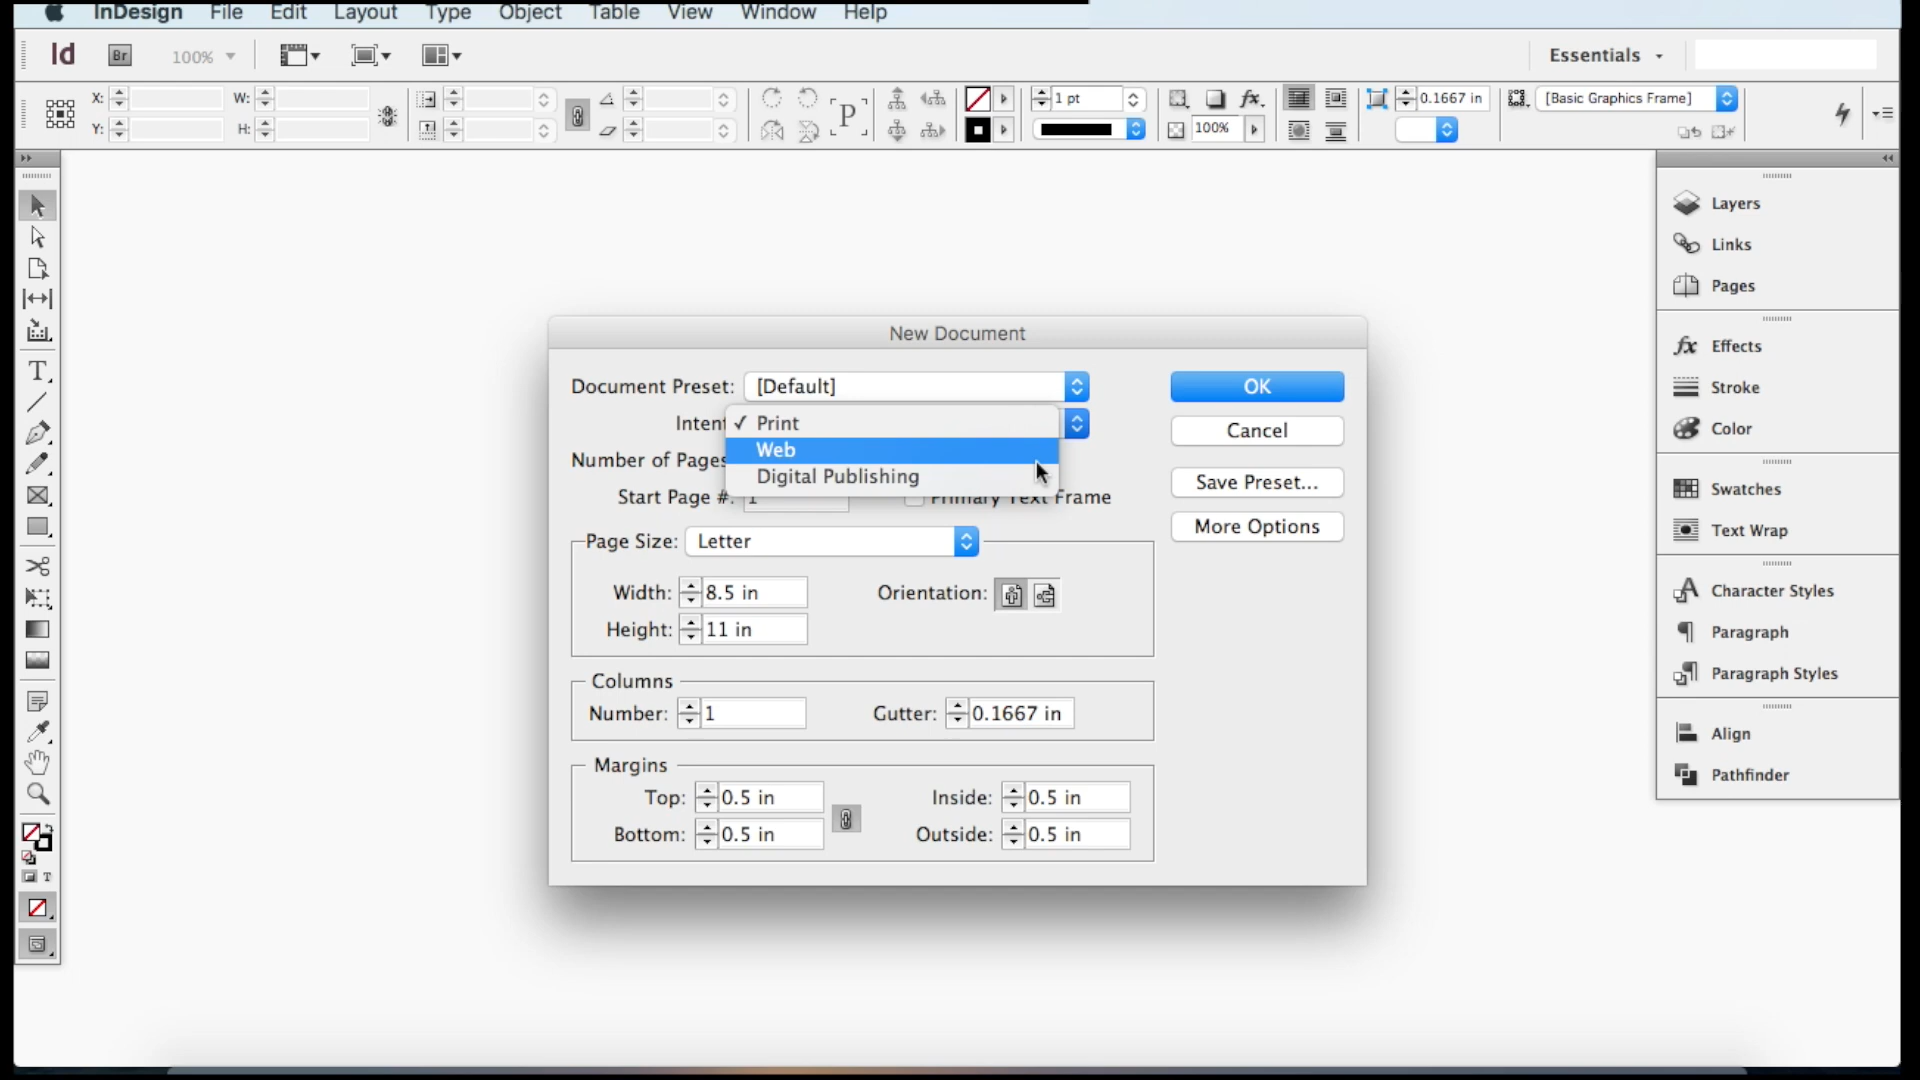 InDesign File Edit Layout Type Object Table View Window Help
Id Br 100% Essentials
X: W: 1 pt fx 0.1667 in [Basic Graphics Frame]
P
Y: H: 100%
Layers
Links
Pages
fx Effects
Stroke
Color
Swatches
Text Wrap
Character Styles
Paragraph
Paragraph Styles
Align
Pathfinder
T
T
New Document
Document Preset: [Default] OK
Intent ✓ Print Cancel
Web
Number of Pages
Digital Publishing Save Preset...
Start Page #: 1 Primary Text Frame
More Options
Page Size: Letter
Width: 8.5 in Orientation:
Height: 11 in
Columns
Number: 1 Gutter: 0.1667 in
Margins
Top: 0.5 in Inside: 0.5 in
Bottom: 0.5 in Outside: 0.5 in